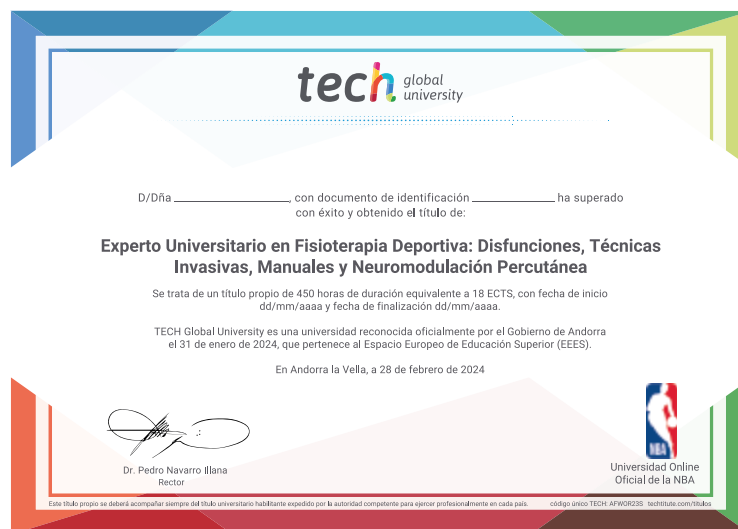 tech global
university
D/Dña ______________, con documento de identificación ______________ ha superado
con éxito y obtenido el título de:
Experto Universitario en Fisioterapia Deportiva: Disfunciones, Técnicas
Invasivas, Manuales y Neuromodulación Percutánea
Se trata de un título propio de 450 horas de duración equivalente a 18 ECTS, con fecha de inicio
dd/mm/aaaa y fecha de finalización dd/mm/aaaa.
TECH Global University es una universidad reconocida oficialmente por el Gobierno de Andorra
el 31 de enero de 2024, que pertenece al Espacio Europeo de Educación Superior (EEES).
En Andorra la Vella, a 28 de febrero de 2024
Dr. Pedro Navarro Illana
Rector
NBA
Universidad Online
Oficial de la NBA
Este título propio se deberá acompañar siempre del título universitario habilitante expedido por la autoridad competente para ejercer profesionalmente en cada país. código único TECH: AFWOR23S techtitute.com/titulos